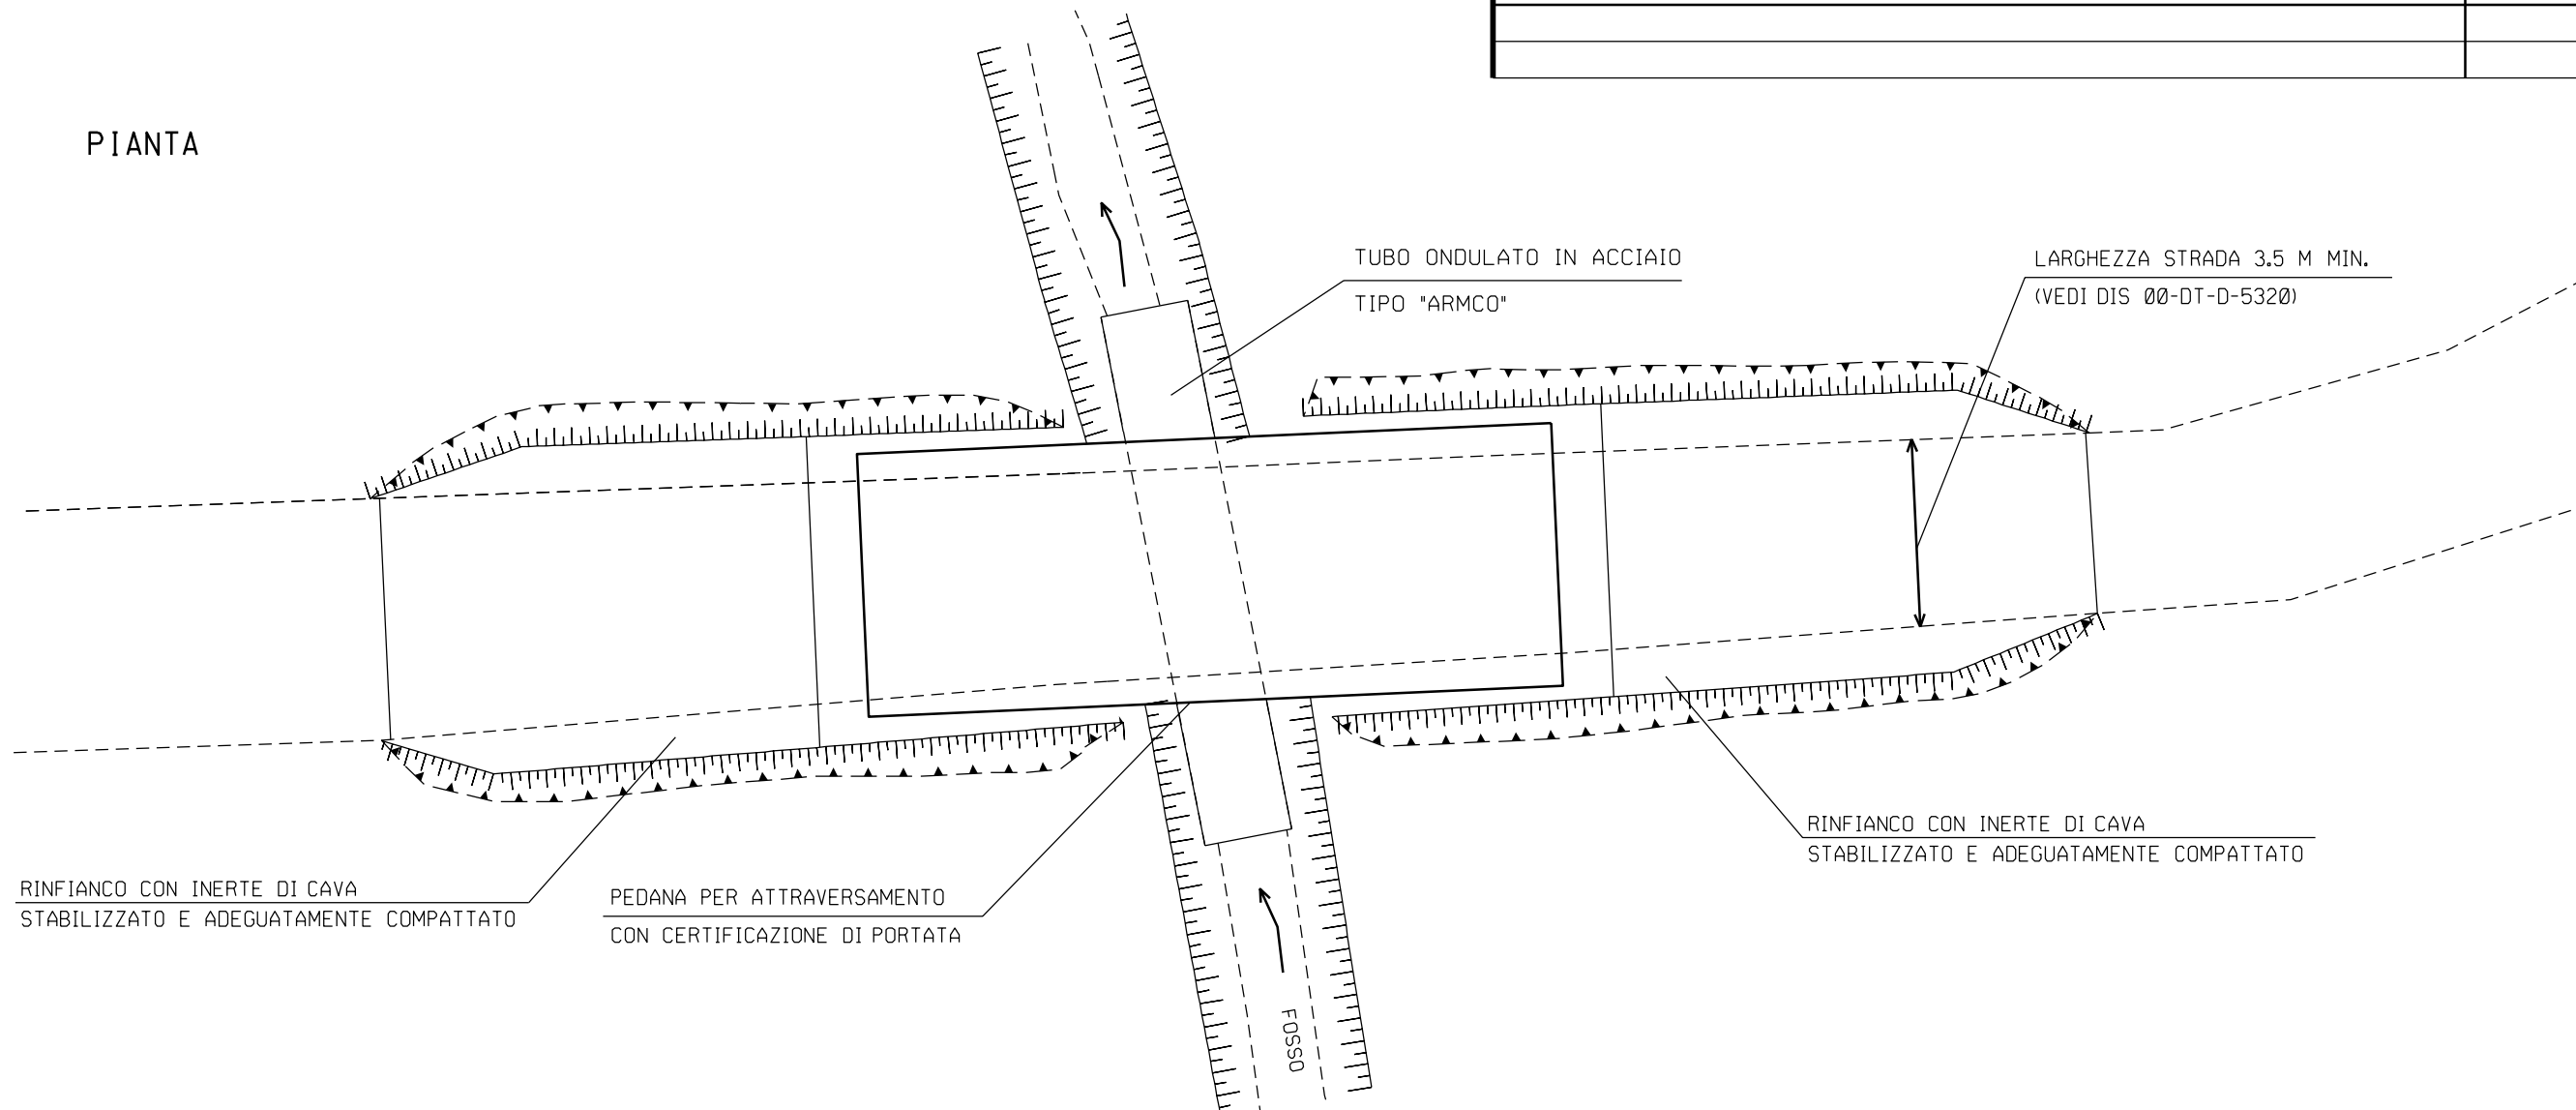 PIANTA
TUBO ONDULATO IN ACCIAIO
TIPO "ARMCO"
LARGHEZZA STRADA 3.5 M MIN.
(VEDI DIS 00-DT-D-5320)
RINFIANCO CON INERTE DI CAVA
STABILIZZATO E ADEGUATAMENTE COMPATTATO
RINFIANCO CON INERTE DI CAVA
STABILIZZATO E ADEGUATAMENTE COMPATTATO
PEDANA PER ATTRAVERSAMENTO
CON CERTIFICAZIONE DI PORTATA
FOSSO